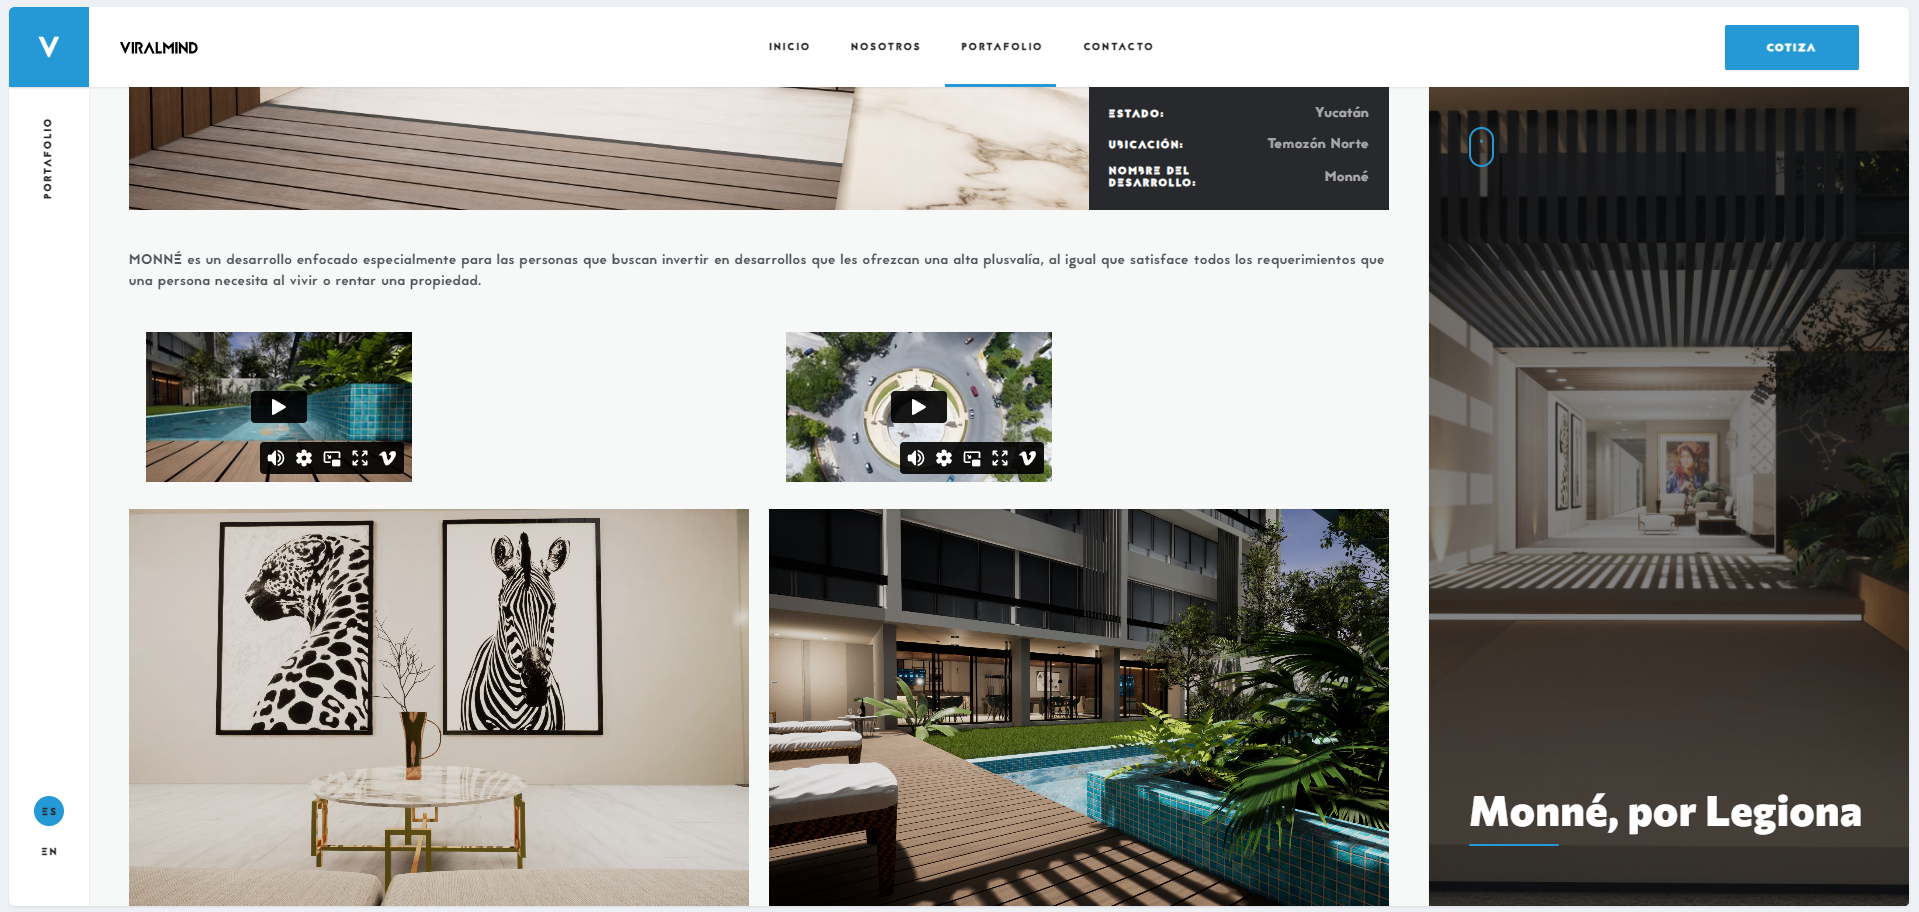 V
VIRALMIND
INICIO
NOSOTROS
PORTAFOLIO
CONTACTO
COTIZA
PORTAFOLIO
ESTADO:
Yucatán
UBICACIÓN:
Temozón Norte
NOMBRE DEL
DESARROLLO:
Monné
MONNÉ es un desarrollo enfocado especialmente para las personas que buscan invertir en desarrollos que les ofrezcan una alta plusvalía, al igual que satisface todos los requerimientos que
una persona necesita al vivir o rentar una propiedad.
Monné, por Legiona
ES
EN